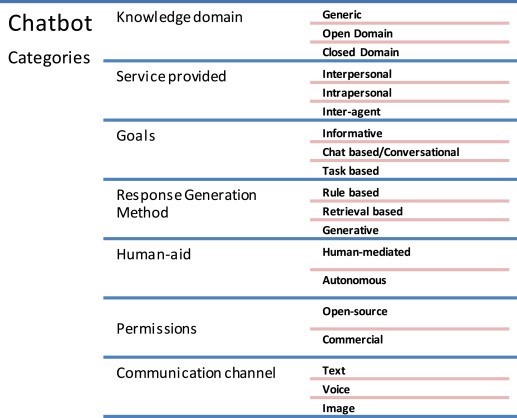 Chatbot
Categories
Knowledge domain
Generic
Open Domain
Closed Domain
Service provided
Interpersonal
Intrapersonal
Inter-agent
Goals
Informative
Chat based/Conversational
Task based
Response Generation
Method
Rule based
Retrieval based
Generative
Human-aid
Human-mediated
Autonomous
Permissions
Open-source
Commercial
Communication channel
Text
Voice
Image